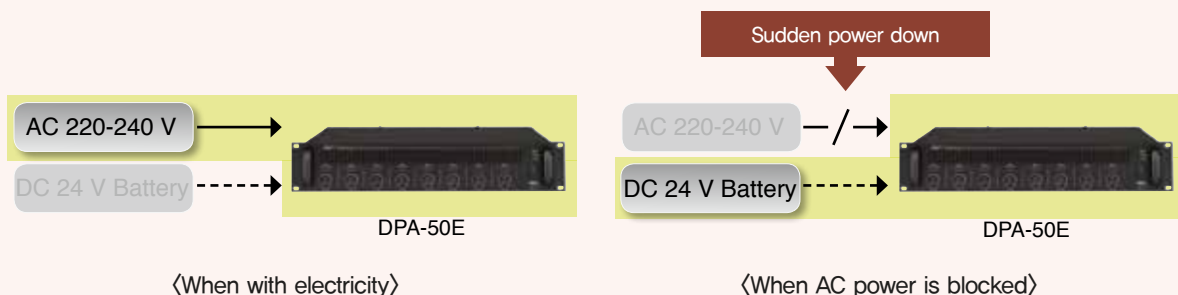 Sudden power down
AC 220-240 V
DC 24 V Battery
DPA-50E
〈When with electricity〉
AC 220-240 V
DC 24 V Battery
DPA-50E
〈When AC power is blocked〉